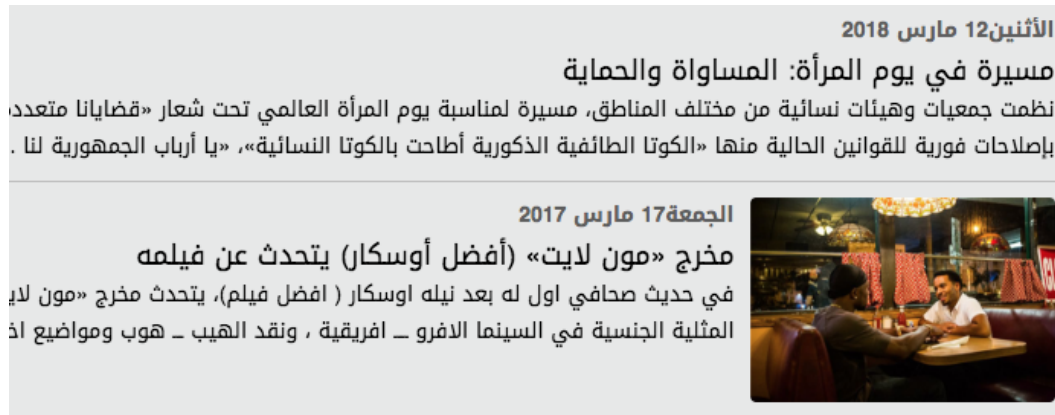 الأثنين12 مارس 2018
مسيرة في يوم المرأة: المساواة والحماية
نظمت جمعيات وهيئات نسائية من مختلف المناطق، مسيرة لمناسبة يوم المرأة العالمي تحت شعار «قضايانا
بإصلاحات فورية للقوانين الحالية منها «الكوتا الطائفية الذكورية أطاحت بالكوتا النسائية»، «يا أرباب الجمهورية لنا .
الجمعة17 مارس 2017
مخرج «مون لايت» (أفضل أوسكار) يتحدث عن فيلمه
في حديث صحافي اول له بعد نيله اوسكار ( افضل فيلم)، يتحدث مخرج «مون
المثلية الجنسية في السينما الافرو ــ افريقية ، ونقد الهيب ــ هوب ومواضيع